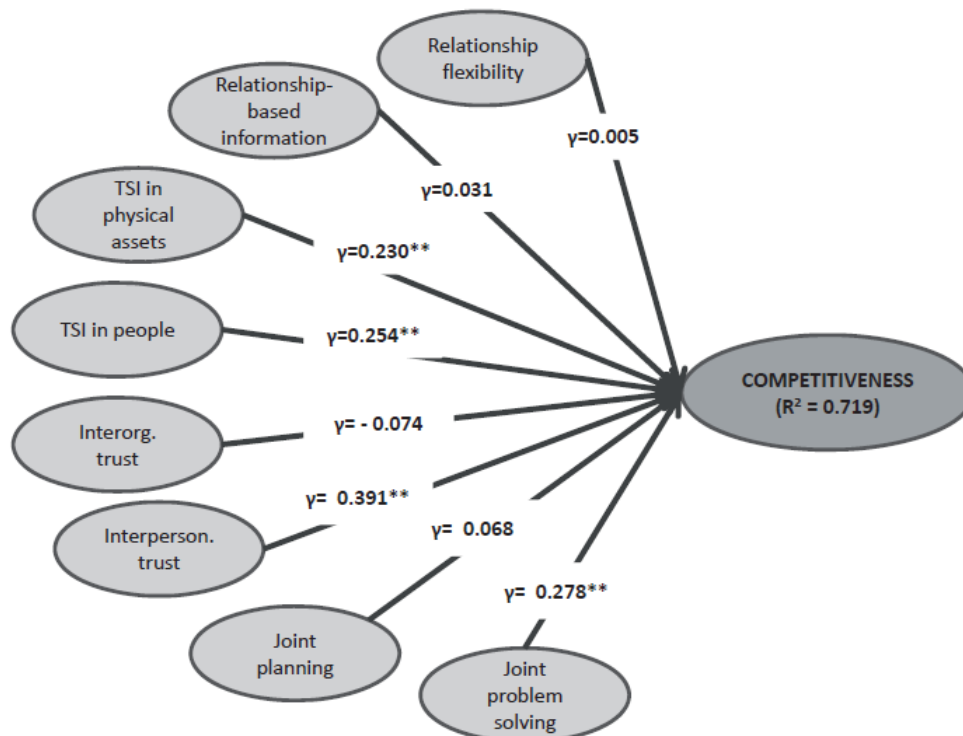 Relationship
flexibility
Relationship-
based
information
γ=0.005
γ=0.031
TSI in
physical
assets
γ=0.230**
TSI in people
γ=0.254**
COMPETITIVENESS
(R² = 0.719)
Interorg.
trust
γ= - 0.074
Interperson.
trust
γ= 0.391**
γ= 0.068
γ= 0.278**
Joint
planning
Joint
problem
solving